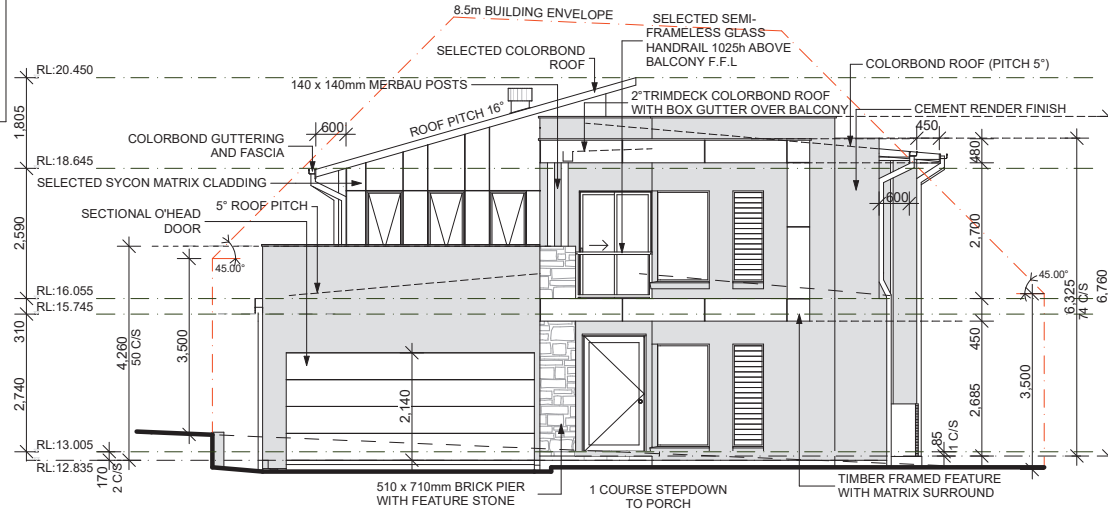 8.5m BUILDING ENVELOPE
SELECTED SEMI-
FRAMELESS GLASS
HANDRAIL 1025h ABOVE
BALCONY F.F.L
SELECTED COLORBOND
ROOF
COLORBOND ROOF (PITCH 5°)
RL:20.450
140 x 140mm MERBAU POSTS
2°TRIMDECK COLORBOND ROOF
WITH BOX GUTTER OVER BALCONY
CEMENT RENDER FINISH
ROOF PITCH 16°
1,805
600
450
COLORBOND GUTTERING
AND FASCIA
480
RL:18.645
SELECTED SYCON MATRIX CLADDING
5° ROOF PITCH
600
SECTIONAL O'HEAD
DOOR
2,590
2,700
45.00°
45.00°
RL:16.055
RL:15.745
310
4,260
50 C/S
3,500
450
6,325
74 C/S
6,760
3,500
2,740
2,140
2,685
85
1 C/S
RL:13.005
RL:12.835
170
2 C/S
510 x 710mm BRICK PIER
WITH FEATURE STONE
1 COURSE STEPDOWN
TO PORCH
TIMBER FRAMED FEATURE
WITH MATRIX SURROUND